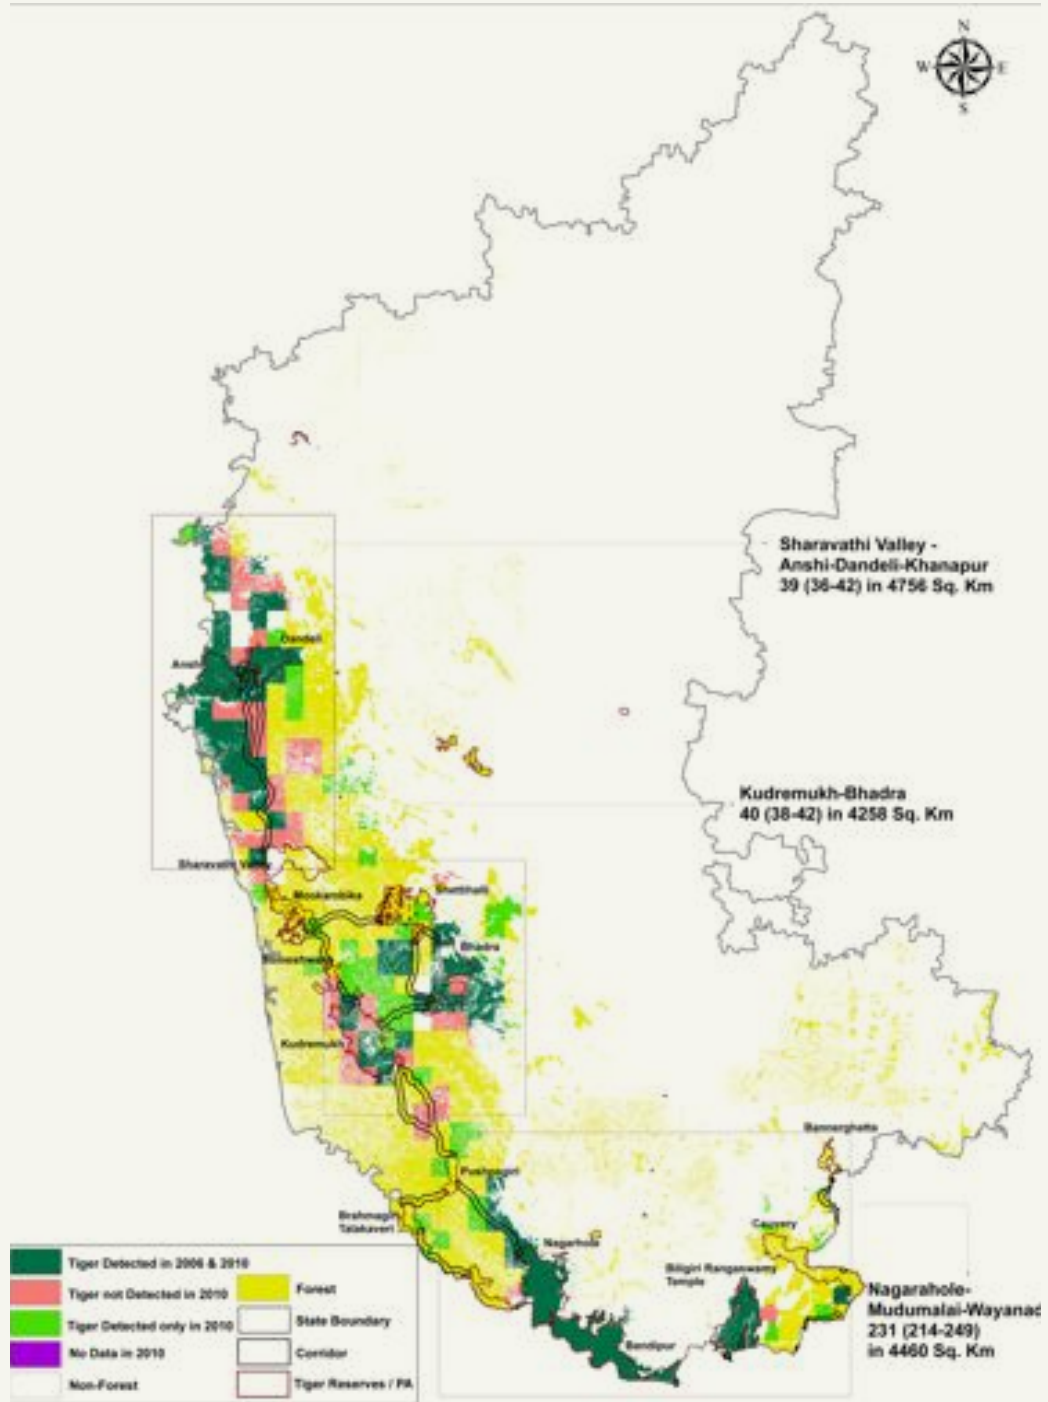 N
W E
S
Sharavathi Valley -
Anshi-Dandeli-Khanapur
39 (36-42) in 4756 Sq. Km
Dandeli
Anshi
Kudremukh-Bhadra
40 (38-42) in 4258 Sq. Km
Sharavathi Valley
Mookambika
Shettihalli
Bhadra
Someshwara
Kudremukh
Bannerghatta
Pushpagiri
Brahmagiri
Talakaveri
Cauvery
Nagarhole
Biligiri Rangaswamy
Temple
Nagarahole-
Mudumalai-Wayanad
231 (214-249)
in 4460 Sq. Km
Bandipur
Tiger Detected in 2006 & 2010
Tiger not Detected in 2010
Forest
Tiger Detected only in 2010
State Boundary
No Data in 2010
Corridor
Non-Forest
Tiger Reserves / PA